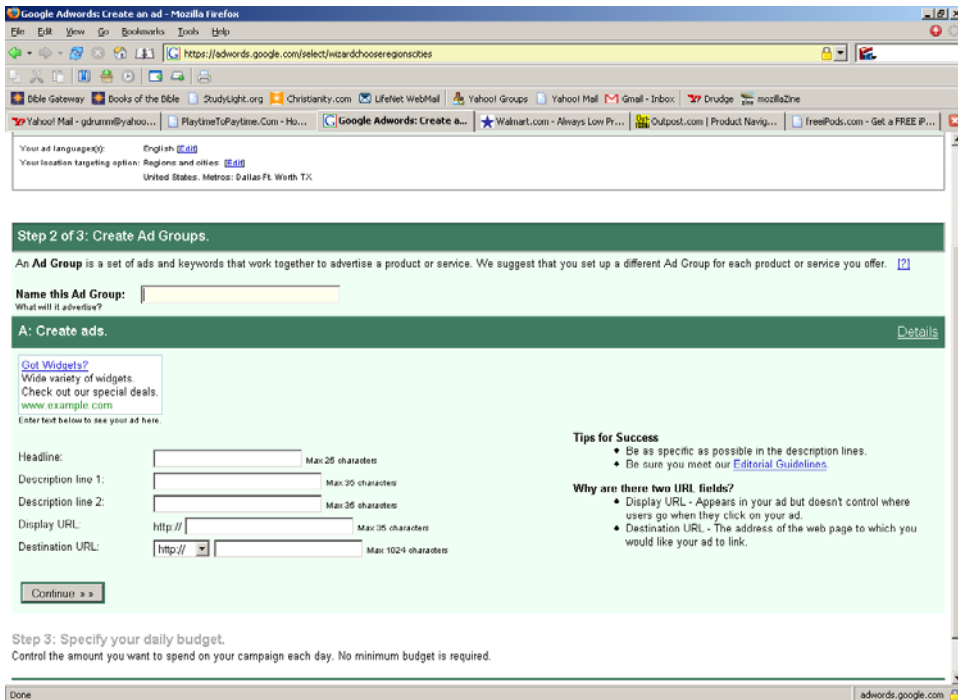 Google Adwords: Create an ad - Mozilla Firefox
File Edit View Go Bookmarks Tools Help
https://adwords.google.com/select/wizardchooseregionscities
Bible Gateway Books of the Bible StudyLight.org Christianity.com LifeNet WebMail Yahoo! Groups Yahoo! Mail Gmail - Inbox Drudge mozillaZine
Yahoo! Mail - gdrumm@yahoo... PlaytimeToPaytime.Com - Ho... Google Adwords: Create a... Walmart.com - Always Low Pr... Outpost.com | Product Navig... FreeiPods.com - Get a FREE iP...
Your ad languages(s): English [Edit]
Your location targeting option: Regions and cities [Edit]
United States. Metros: Dallas-Ft. Worth TX
Step 2 of 3: Create Ad Groups.
An Ad Group is a set of ads and keywords that work together to advertise a product or service. We suggest that you set up a different Ad Group for each product or service you offer. [?]
Name this Ad Group:
What will it advertise?
A: Create ads. Details
Got Widgets?
Wide variety of widgets.
Check out our special deals.
www.example.com
Enter text below to see your ad here.
Headline: Max 25 characters
Description line 1: Max 35 characters
Description line 2: Max 35 characters
Display URL: http:// Max 35 characters
Destination URL: http:// Max 1024 characters
Tips for Success
• Be as specific as possible in the description lines.
• Be sure you meet our Editorial Guidelines.
Why are there two URL fields?
• Display URL - Appears in your ad but doesn't control where
users go when they click on your ad.
• Destination URL - The address of the web page to which you
would like your ad to link.
Continue » »
Step 3: Specify your daily budget.
Control the amount you want to spend on your campaign each day. No minimum budget is required.
Done adwords.google.com